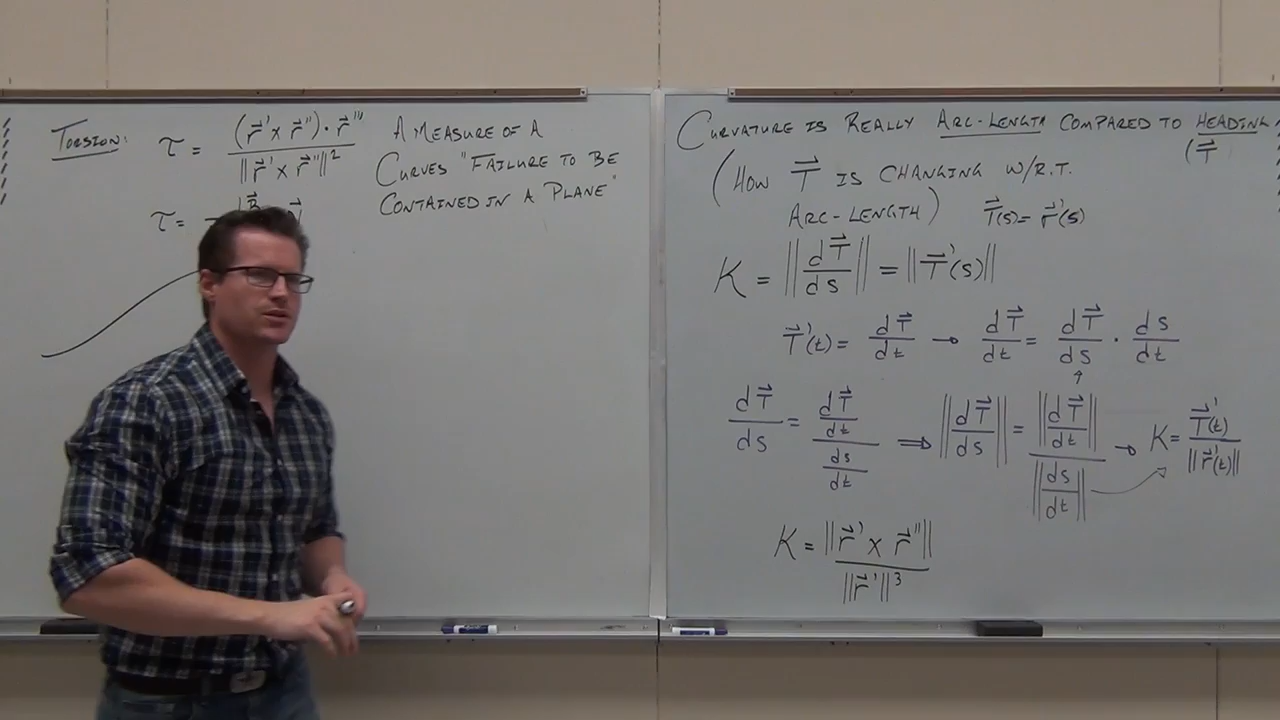 TORSION: τ = (r⃗' x r⃗'')·r⃗''' / ||r⃗' x r⃗''||²
A MEASURE OF A
CURVES "FAILURE TO BE
CONTAINED IN A PLANE"
τ = -
CURVATURE IS REALLY ARC-LENGTH COMPARED TO HEADING
(T⃗
(HOW T⃗ IS CHANGING W/R.T.
ARC-LENGTH) T⃗(s) = r⃗'(s)
K = ||dT⃗/ds|| = ||T⃗'(s)||
T⃗'(t) = dT⃗/dt → dT⃗/dt = dT⃗/ds · ds/dt
dT⃗/ds = (dT⃗/dt)/(ds/dt) ⇒ ||dT⃗/ds|| = ||dT⃗/dt||/||ds/dt|| → K = T⃗'(t)/||r⃗'(t)||
K = ||r⃗' x r⃗''||/||r⃗'||³